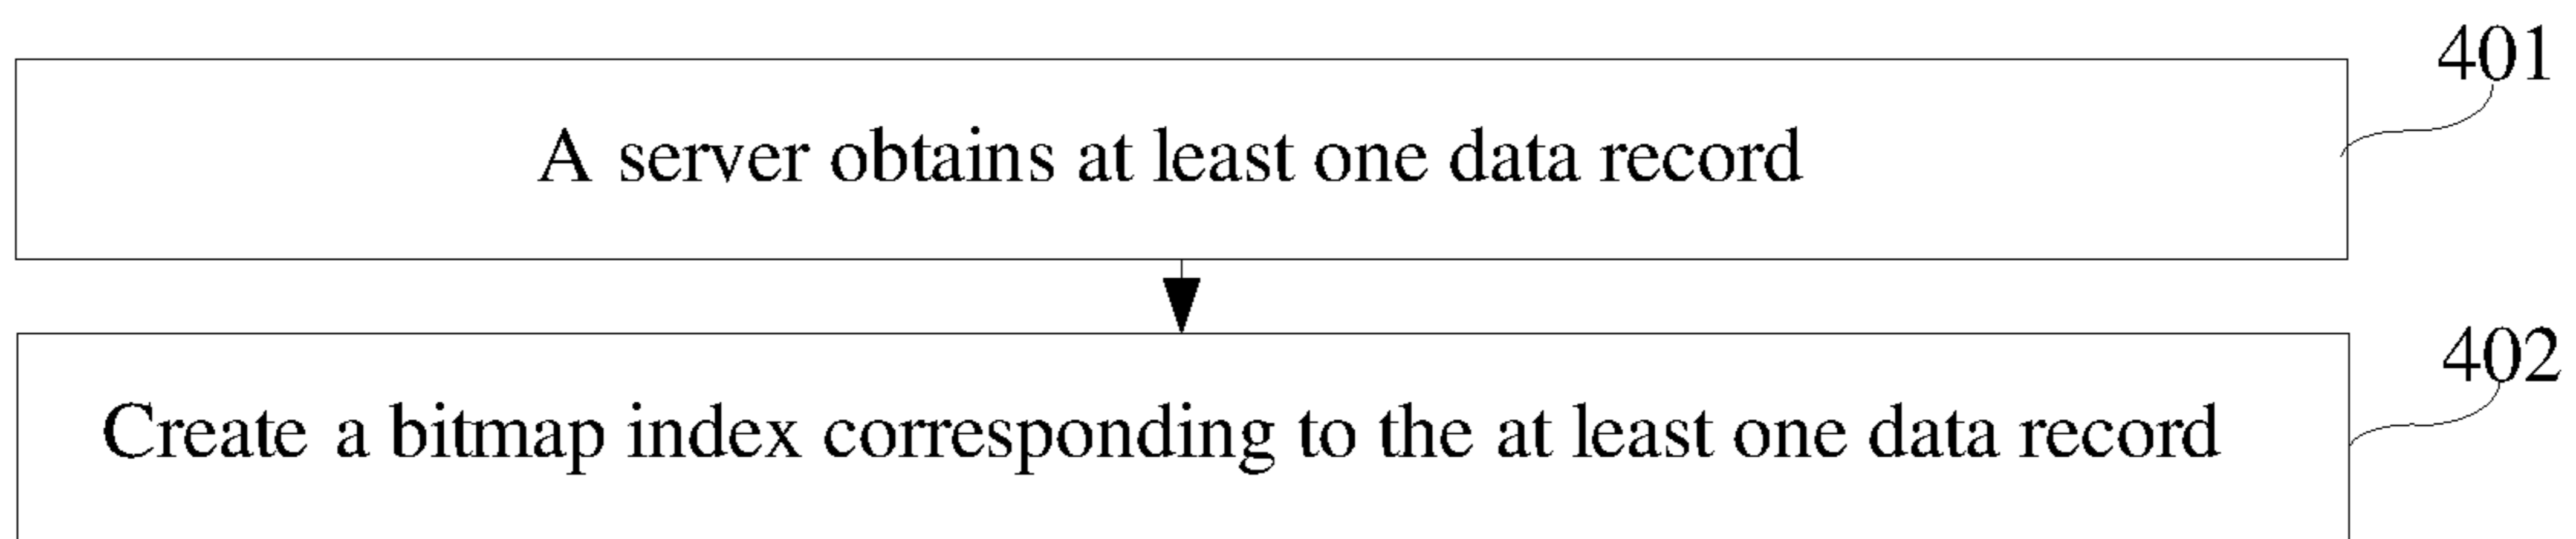 401
A server obtains at least one data record
402
Create a bitmap index corresponding to the at least one data record